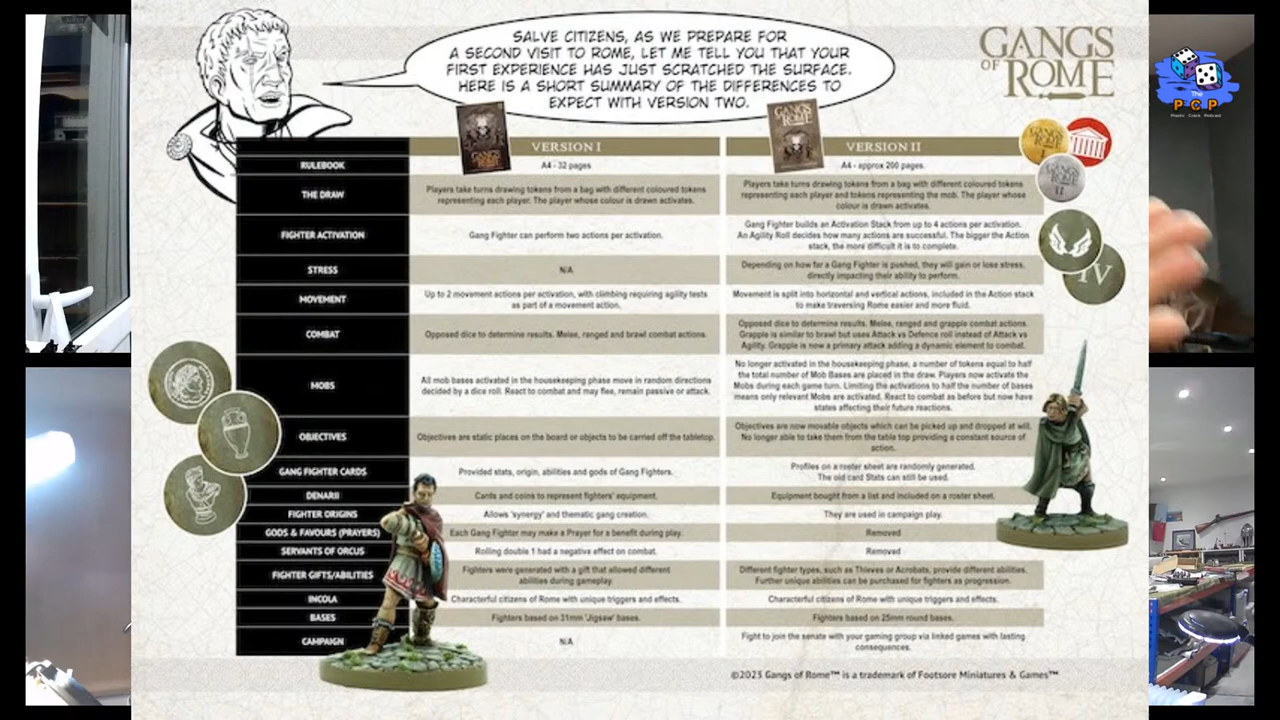 SALVE CITIZENS, AS WE PREPARE FOR
A SECOND VISIT TO ROME, LET ME TELL YOU THAT YOUR
FIRST EXPERIENCE HAS JUST SCRATCHED THE SURFACE.
HERE IS A SHORT SUMMARY OF THE DIFFERENCES TO
EXPECT WITH VERSION TWO.
GANGS
OF ROME
The
PCP
Plastic Crack Podcast
VERSION I
VERSION II
RULEBOOK
A4 - 32 pages
A4 - approx 200 pages.
THE DRAW
Players take turns drawing tokens from a bag with different coloured tokens
representing each player. The player whose colour is drawn activates.
Players take turns drawing tokens from a bag with different coloured tokens
representing each player and tokens representing the mob. The player whose
colour is drawn activates.
FIGHTER ACTIVATION
Gang Fighter can perform two actions per activation.
Gang Fighter builds an Activation Stack from up to 4 actions per activation.
An Agility Roll decides how many actions are successful. The bigger the Action
stack, the more difficult it is to complete.
STRESS
N/A
Depending on how far a Gang Fighter is pushed, they will gain or lose stress,
directly impacting their ability to perform.
MOVEMENT
Up to 2 movement actions per activation, with climbing requiring agility tests
as part of a movement action.
Movement is split into horizontal and vertical actions, included in the Action stack
to make traversing Rome easier and more fluid.
COMBAT
Opposed dice to determine results. Melee, ranged and brawl combat actions.
Opposed dice to determine results. Melee, ranged and grapple combat actions.
Grapple is similar to brawl but uses Attack vs Defence roll instead of Attack vs
Agility. Grapple is now a primary attack adding a dynamic element to combat.
MOBS
All mob bases activated in the housekeeping phase move in random directions
decided by a dice roll. React to combat and may flee, remain passive or attack.
No longer activated in the housekeeping phase, a number of tokens equal to half
the total number of Mob Bases are placed in the draw. Players now activate the
Mobs during each game turn. Limiting the activations to half the number of bases
means only relevant Mobs are activated. React to combat as before but now have
states affecting their future reactions.
OBJECTIVES
Objectives are static places on the board or objects to be carried off the tabletop.
Objectives are now movable objects which can be picked up and dropped at will.
No longer able to take them from the table top providing a constant source of
action.
GANG FIGHTER CARDS
Provided stats, origin, abilities and gods of Gang Fighters.
Profiles on a roster sheet are randomly generated.
The old card Stats can still be used.
DENARII
Cards and coins to represent fighters' equipment.
Equipment bought from a list and included on a roster sheet.
FIGHTER ORIGINS
Allows 'synergy' and thematic gang creation.
They are used in campaign play.
GODS & FAVOURS (PRAYERS)
Each Gang Fighter may make a Prayer for a benefit during play.
Removed
SERVANTS OF ORCUS
Rolling double 1 had a negative effect on combat.
Removed
FIGHTER GIFTS/ABILITIES
Fighters were generated with a gift that allowed different
abilities during gameplay.
Different fighter types, such as Thieves or Acrobats, provide different abilities.
Further unique abilities can be purchased for fighters as progression.
INCOLA
Characterful citizens of Rome with unique triggers and effects.
Characterful citizens of Rome with unique triggers and effects.
BASES
Fighters based on 31mm 'Jigsaw' bases.
Fighters based on 25mm round bases.
CAMPAIGN
N/A
Fight to join the senate with your gaming group via linked games with lasting
consequences.
IV
II
©2023 Gangs of Rome™ is a trademark of Footsore Miniatures & Games™